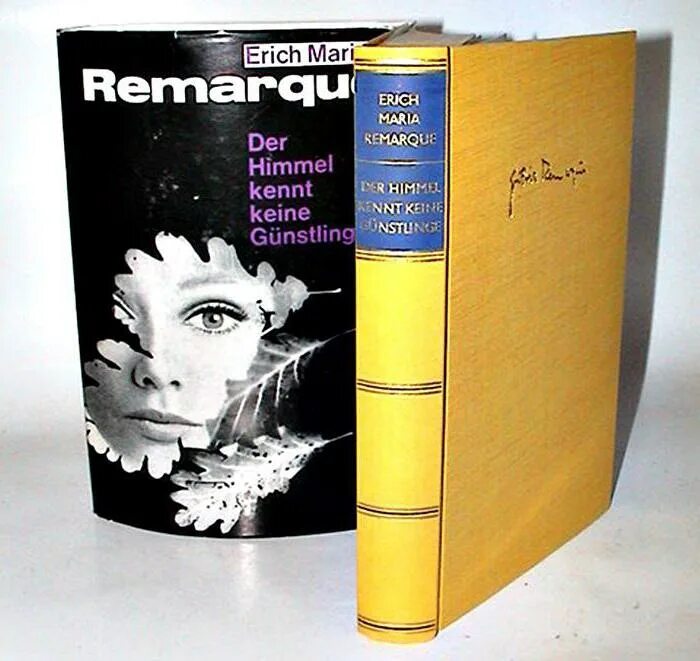 Erich Mari
Remarque
Der
Himmel
kennt
keine
Günstling
ERICH
MARIA
REMARQUE
DER HIMMEL
KENNT KEINE
GÜNSTLINGE